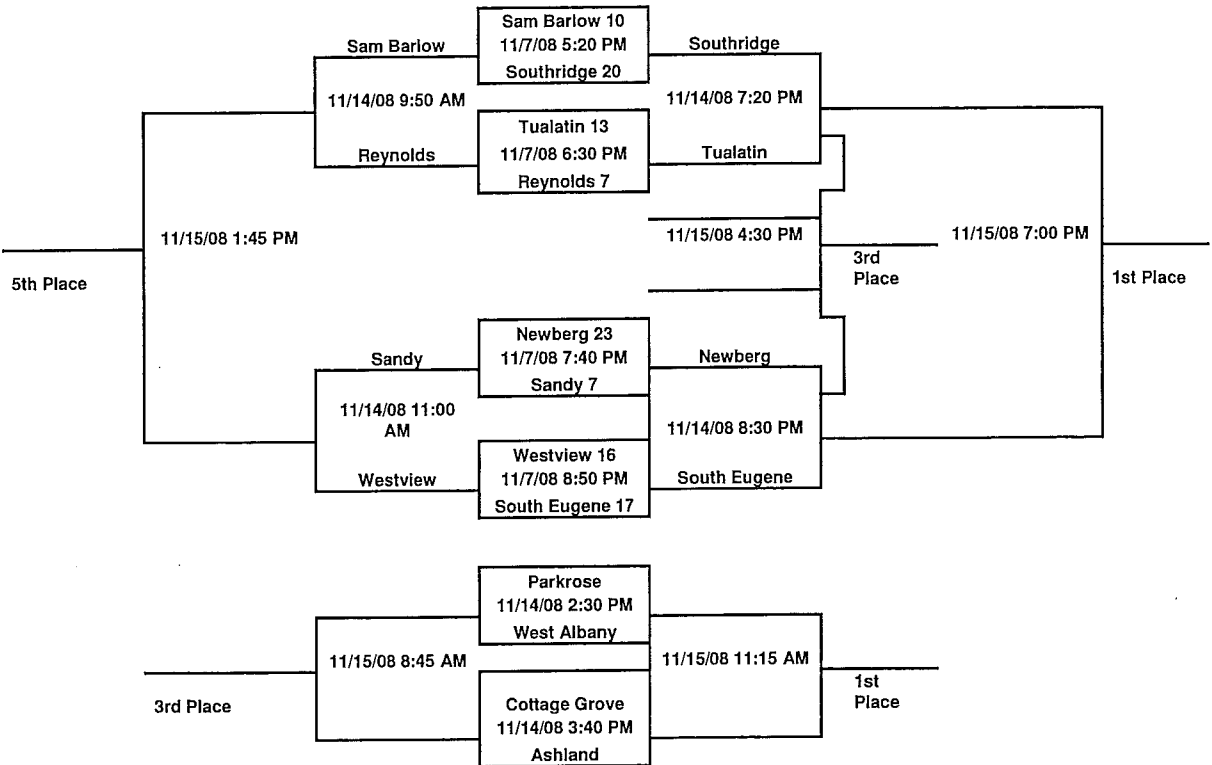 Sam Barlow 10
Sam Barlow
11/7/08 5:20 PM
Southridge
Southridge 20
11/14/08 9:50 AM
11/14/08 7:20 PM
Tualatin 13
Reynolds
11/7/08 6:30 PM
Tualatin
Reynolds 7
11/15/08 1:45 PM
11/15/08 4:30 PM
11/15/08 7:00 PM
5th Place
3rd
Place
1st Place
Newberg 23
Sandy
11/7/08 7:40 PM
Newberg
Sandy 7
11/14/08 11:00
AM
11/14/08 8:30 PM
Westview 16
Westview
11/7/08 8:50 PM
South Eugene
South Eugene 17
Parkrose
11/14/08 2:30 PM
West Albany
11/15/08 8:45 AM
11/15/08 11:15 AM
3rd Place
Cottage Grove
1st
Place
11/14/08 3:40 PM
Ashland